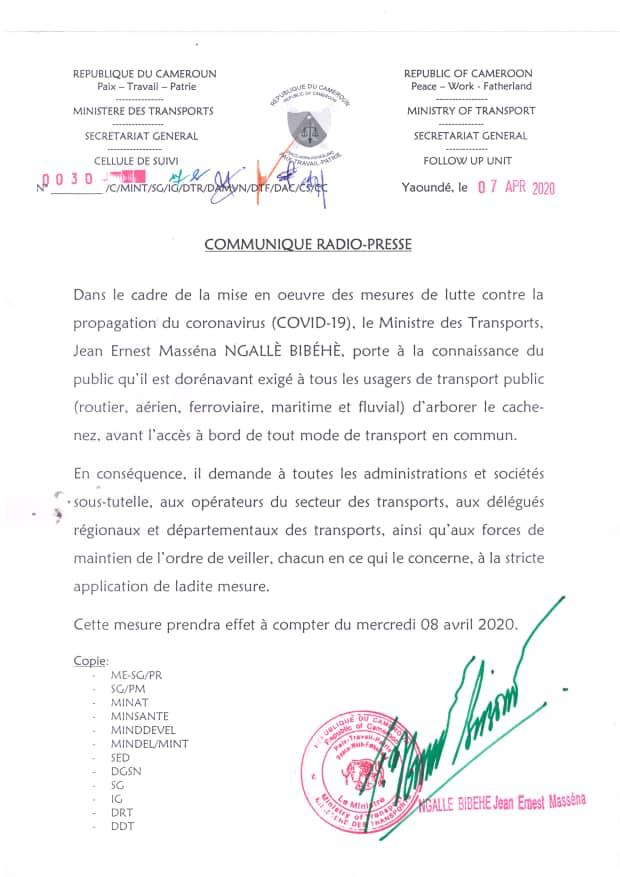 REPUBLIQUE DU CAMEROUN
Paix – Travail – Patrie
---------------
MINISTERE DES TRANSPORTS
---------------
SECRETARIAT GENERAL
---------------
CELLULE DE SUIVI
N° 0030 /C/MINT/SG/IG/DTR/DAMVN/DTF/DAC/CS/CC
REPUBLIQUE DU CAMEROUN
REPUBLIC OF CAMEROON
PEACE-WORK-FATHERLAND
PAIX-TRAVAIL-PATRIE
REPUBLIC OF CAMEROON
Peace – Work - Fatherland
---------------
MINISTRY OF TRANSPORT
---------------
SECRETARIAT GENERAL
---------------
FOLLOW UP UNIT
Yaoundé, le 07 APR 2020
COMMUNIQUE RADIO-PRESSE
Dans le cadre de la mise en oeuvre des mesures de lutte contre la
propagation du coronavirus (COVID-19), le Ministre des Transports,
Jean Ernest Masséna NGALLÈ BIBÉHÈ, porte à la connaissance du
public qu’il est dorénavant exigé à tous les usagers de transport public
(routier, aérien, ferroviaire, maritime et fluvial) d’arborer le cache-
nez, avant l’accès à bord de tout mode de transport en commun.
En conséquence, il demande à toutes les administrations et sociétés
sous-tutelle, aux opérateurs du secteur des transports, aux délégués
régionaux et départementaux des transports, ainsi qu’aux forces de
maintien de l’ordre de veiller, chacun en ce qui le concerne, à la stricte
application de ladite mesure.
Cette mesure prendra effet à compter du mercredi 08 avril 2020.
Copie:
- ME-SG/PR
- SG/PM
- MINAT
- MINSANTE
- MINDDEVEL
- MINDEL/MINT
- SED
- DGSN
- SG
- IG
- DRT
- DDT
REPUBLIQUE DU CAMEROUN
Republic of Cameroon
Paix-Travail-Patrie
Peace-Work-Fatherland
Le Ministre
Ministry of Transport
MINISTERE DES TRANSPORTS
NGALLE BIBEHE Jean Ernest Masséna